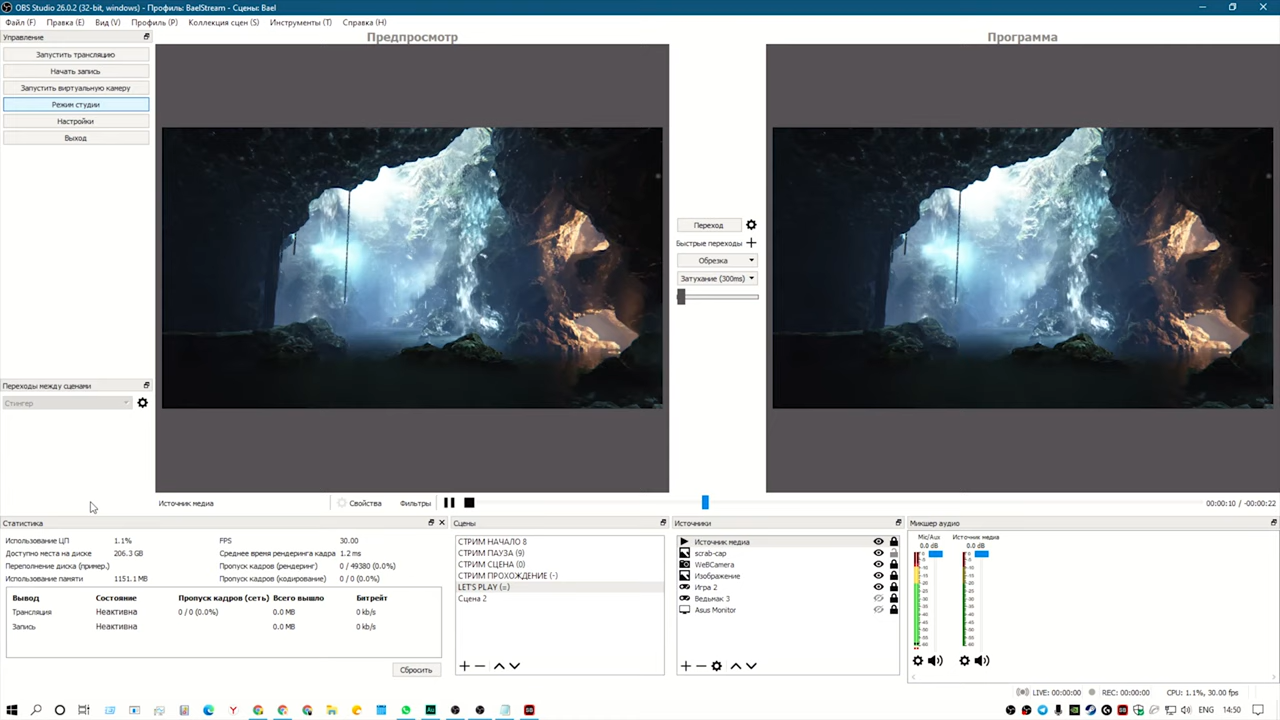 OBS Studio 26.0.2 (32-bit, windows) - Профиль: BaelStream - Сцены: Bael
Файл (F) Правка (E) Вид (V) Профиль (P) Коллекция сцен (S) Инструменты (T) Справка (H)
Управление
Запустить трансляцию
Начать запись
Запустить виртуальную камеру
Режим студии
Настройки
Выход
Предпросмотр
Программа
Переход
Быстрые переходы
Обрезка
Затухание (300ms)
Переходы между сценами
Стингер
Источник медиа
Свойства
Фильтры
00:00:10 / -00:00:22
Статистика
Использование ЦП 1.1%
Доступно места на диске 206.3 GB
Переполнение диска (пример.)
Использование памяти 1151.1 MB
FPS 30.00
Среднее время рендеринга кадра 1.2 ms
Пропуск кадров (рендеринг) 0 / 49380 (0.0%)
Пропуск кадров (кодирование) 0 / 0 (0.0%)
Вывод Состояние Пропуск кадров (сеть) Всего вышло Битрейт
Трансляция Неактивна 0 / 0 (0.0%) 0.0 MB 0 kb/s
Запись Неактивна 0.0 MB 0 kb/s
Сбросить
Сцены
СТРИМ НАЧАЛО 8
СТРИМ ПАУЗА (9)
СТРИМ СЦЕНА (0)
СТРИМ ПРОХОЖДЕНИЕ (-)
LET'S PLAY (=)
Сцена 2
Источники
Источник медиа
scrab-cap
WebCamera
Изображение
Игра 2
Ведьмак 3
Asus Monitor
Микшер аудио
Mic/Aux Источник медиа
0.0 dB 0.0 dB
LIVE: 00:00:00 REC: 00:00:00 CPU: 1.1%, 30.00 fps
ENG 14:50